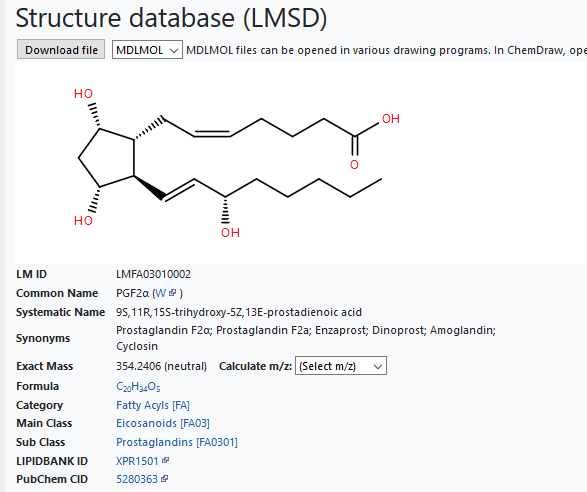 Structure database (LMSD)
Download file MDLMOL MDLMOL files can be opened in various drawing programs. In ChemDraw, ope
HO
OH
O
HO
OH
LM ID LMFA03010002
Common Name PGF2α (W)
Systematic Name 9S,11R,15S-trihydroxy-5Z,13E-prostadienoic acid
Synonyms Prostaglandin F2α; Prostaglandin F2a; Enzaprost; Dinoprost; Amoglandin;
Cyclosin
Exact Mass 354.2406 (neutral) Calculate m/z: (Select m/z)
Formula C₂₀H₃₄O₅
Category Fatty Acyls [FA]
Main Class Eicosanoids [FA03]
Sub Class Prostaglandins [FA0301]
LIPIDBANK ID XPR1501
PubChem CID 5280363